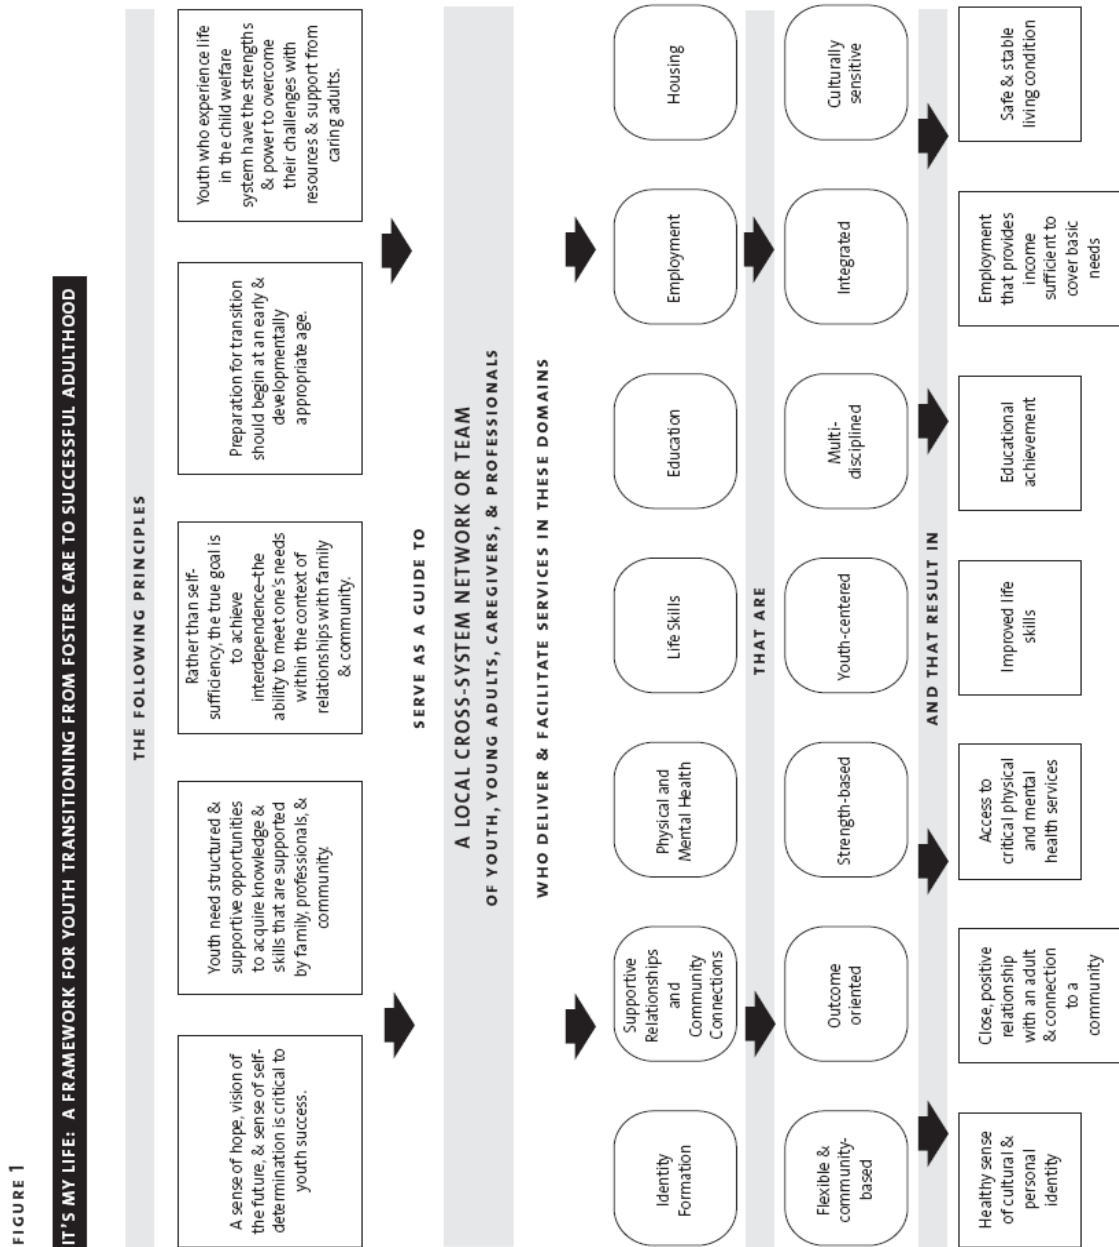 FIGURE 1
IT'S MY LIFE: A FRAMEWORK FOR YOUTH TRANSITIONING FROM FOSTER CARE TO SUCCESSFUL ADULTHOOD
THE FOLLOWING PRINCIPLES
A sense of hope, vision of
the future, & sense of self-
determination is critical to
youth success.
Youth need structured &
supportive opportunities
to acquire knowledge &
skills that are supported
by family, professionals, &
community.
Rather than self-
sufficiency, the true goal is
to achieve
interdependence–the
ability to meet one's needs
within the context of
relationships with family
& community.
Preparation for transition
should begin at an early &
developmentally
appropriate age.
Youth who experience life
in the child welfare
system have the strengths
& power to overcome
their challenges with
resources & support from
caring adults.
SERVE AS A GUIDE TO
A LOCAL CROSS-SYSTEM NETWORK OR TEAM
OF YOUTH, YOUNG ADULTS, CAREGIVERS, & PROFESSIONALS
WHO DELIVER & FACILITATE SERVICES IN THESE DOMAINS
Identity
Formation
Supportive
Relationships
and
Community
Connections
Physical and
Mental Health
Life Skills
Education
Employment
Housing
THAT ARE
Flexible &
community-
based
Outcome
oriented
Strength-based
Youth-centered
Multi-
disciplined
Integrated
Culturally
sensitive
AND THAT RESULT IN
Healthy sense
of cultural &
personal
identity
Close, positive
relationship
with an adult
& connection
to a
community
Access to
critical physical
and mental
health services
Improved life
skills
Educational
achievement
Employment
that provides
income
sufficient to
cover basic
needs
Safe & stable
living condition